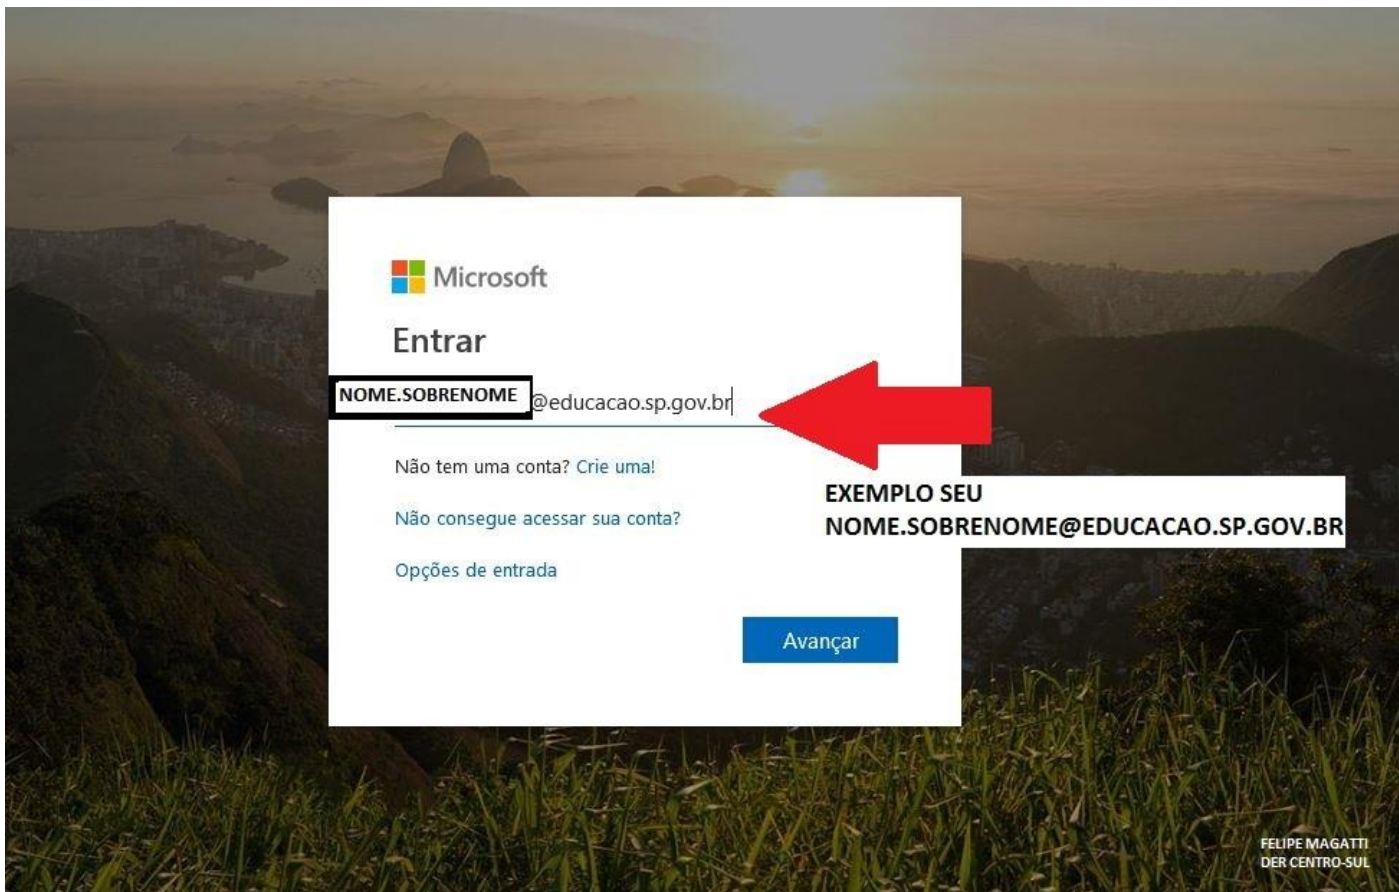 Microsoft
Entrar
NOME.SOBRENOME @educacao.sp.gov.br
Não tem uma conta? Crie uma!
Não consegue acessar sua conta?
Opções de entrada
Avançar
EXEMPLO SEU
NOME.SOBRENOME@EDUCACAO.SP.GOV.BR
FELIPE MAGATTI
DER CENTRO-SUL